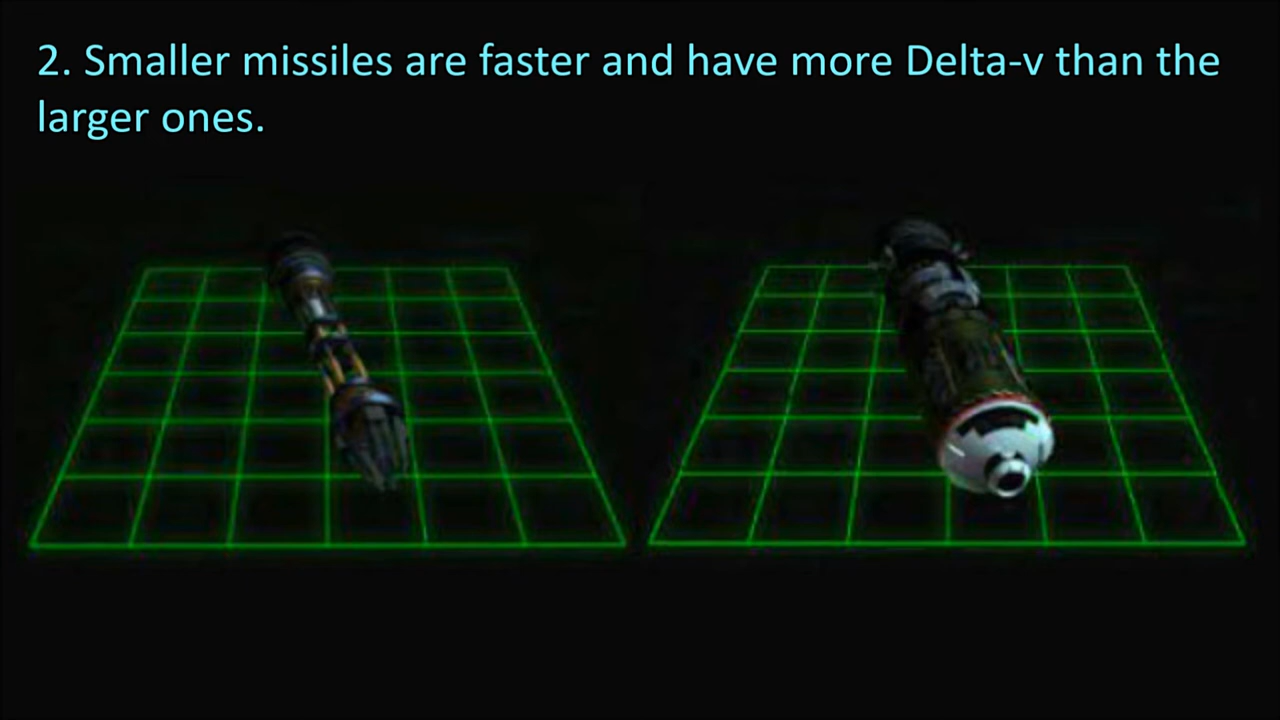 2. Smaller missiles are faster and have more Delta-v than the
larger ones.